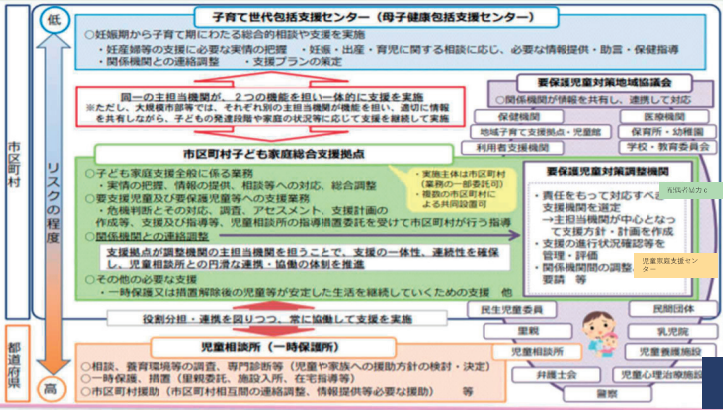 低
市区町村
リスクの程度
都道府県
高
子育て世代包括支援センター（母子健康包括支援センター）
○妊娠期から子育て期にわたる総合的相談や支援を実施
・妊産婦等の支援に必要な実情の把握 ・妊娠・出産・育児に関する相談に応じ、必要な情報提供・助言・保健指導
・関係機関との連絡調整 ・支援プランの策定
同一の主担当機関が、２つの機能を担い一体的に支援を実施
※ただし、大規模市部等では、それぞれ別の主担当機関が機能を担い、適切に情報
を共有しながら、子どもの発達段階や家庭の状況等に応じて支援を継続して実施
市区町村子ども家庭総合支援拠点
○子ども家庭支援全般に係る業務
・実情の把握、情報の提供、相談等への対応、総合調整
○要支援児童及び要保護児童等への支援業務
・危機判断とその対応、調査、アセスメント、支援計画の
作成等、支援及び指導等、児童相談所の指導措置委託を受けて市区町村が行う指導
○関係機関との連絡調整
支援拠点が調整機関の主担当機関を担うことで、支援の一体性、連続性を確保
し、児童相談所との円滑な連携・協働の体制を推進
○その他の必要な支援
・一時保護又は措置解除後の児童等が安定した生活を継続していくための支援 他
・実施主体は市区町村
（業務の一部委託可）
・複数の市区町村に
よる共同設置可
要保護児童対策地域協議会
○関係機関が情報を共有し、連携して対応
保健機関
医療機関
地域子育て支援拠点・児童館
保育所・幼稚園
利用者支援機関
学校・教育委員会
要保護児童対策調整機関
・責任をもって対応すべき
支援機関を選定
→主担当機関が中心となっ
て支援方針・計画を作成
・支援の進行状況確認等を
管理・評価
・関係機関間の調整
要請 等
配偶者暴力
児童家庭支援セン
ター
民生児童委員
民間団体
里親
乳児院
児童相談所
児童養護施設
弁護士会
児童心理治療施設
警察
役割分担・連携を図りつつ、常に協働して支援を実施
児童相談所（一時保護所）
○相談、養育環境等の調査、専門診断等（児童や家族への援助方針の検討・決定）
○一時保護、措置（里親委託、施設入所、在宅指導等）
○市区町村援助（市区町村相互間の連絡調整、情報提供等必要な援助） 等